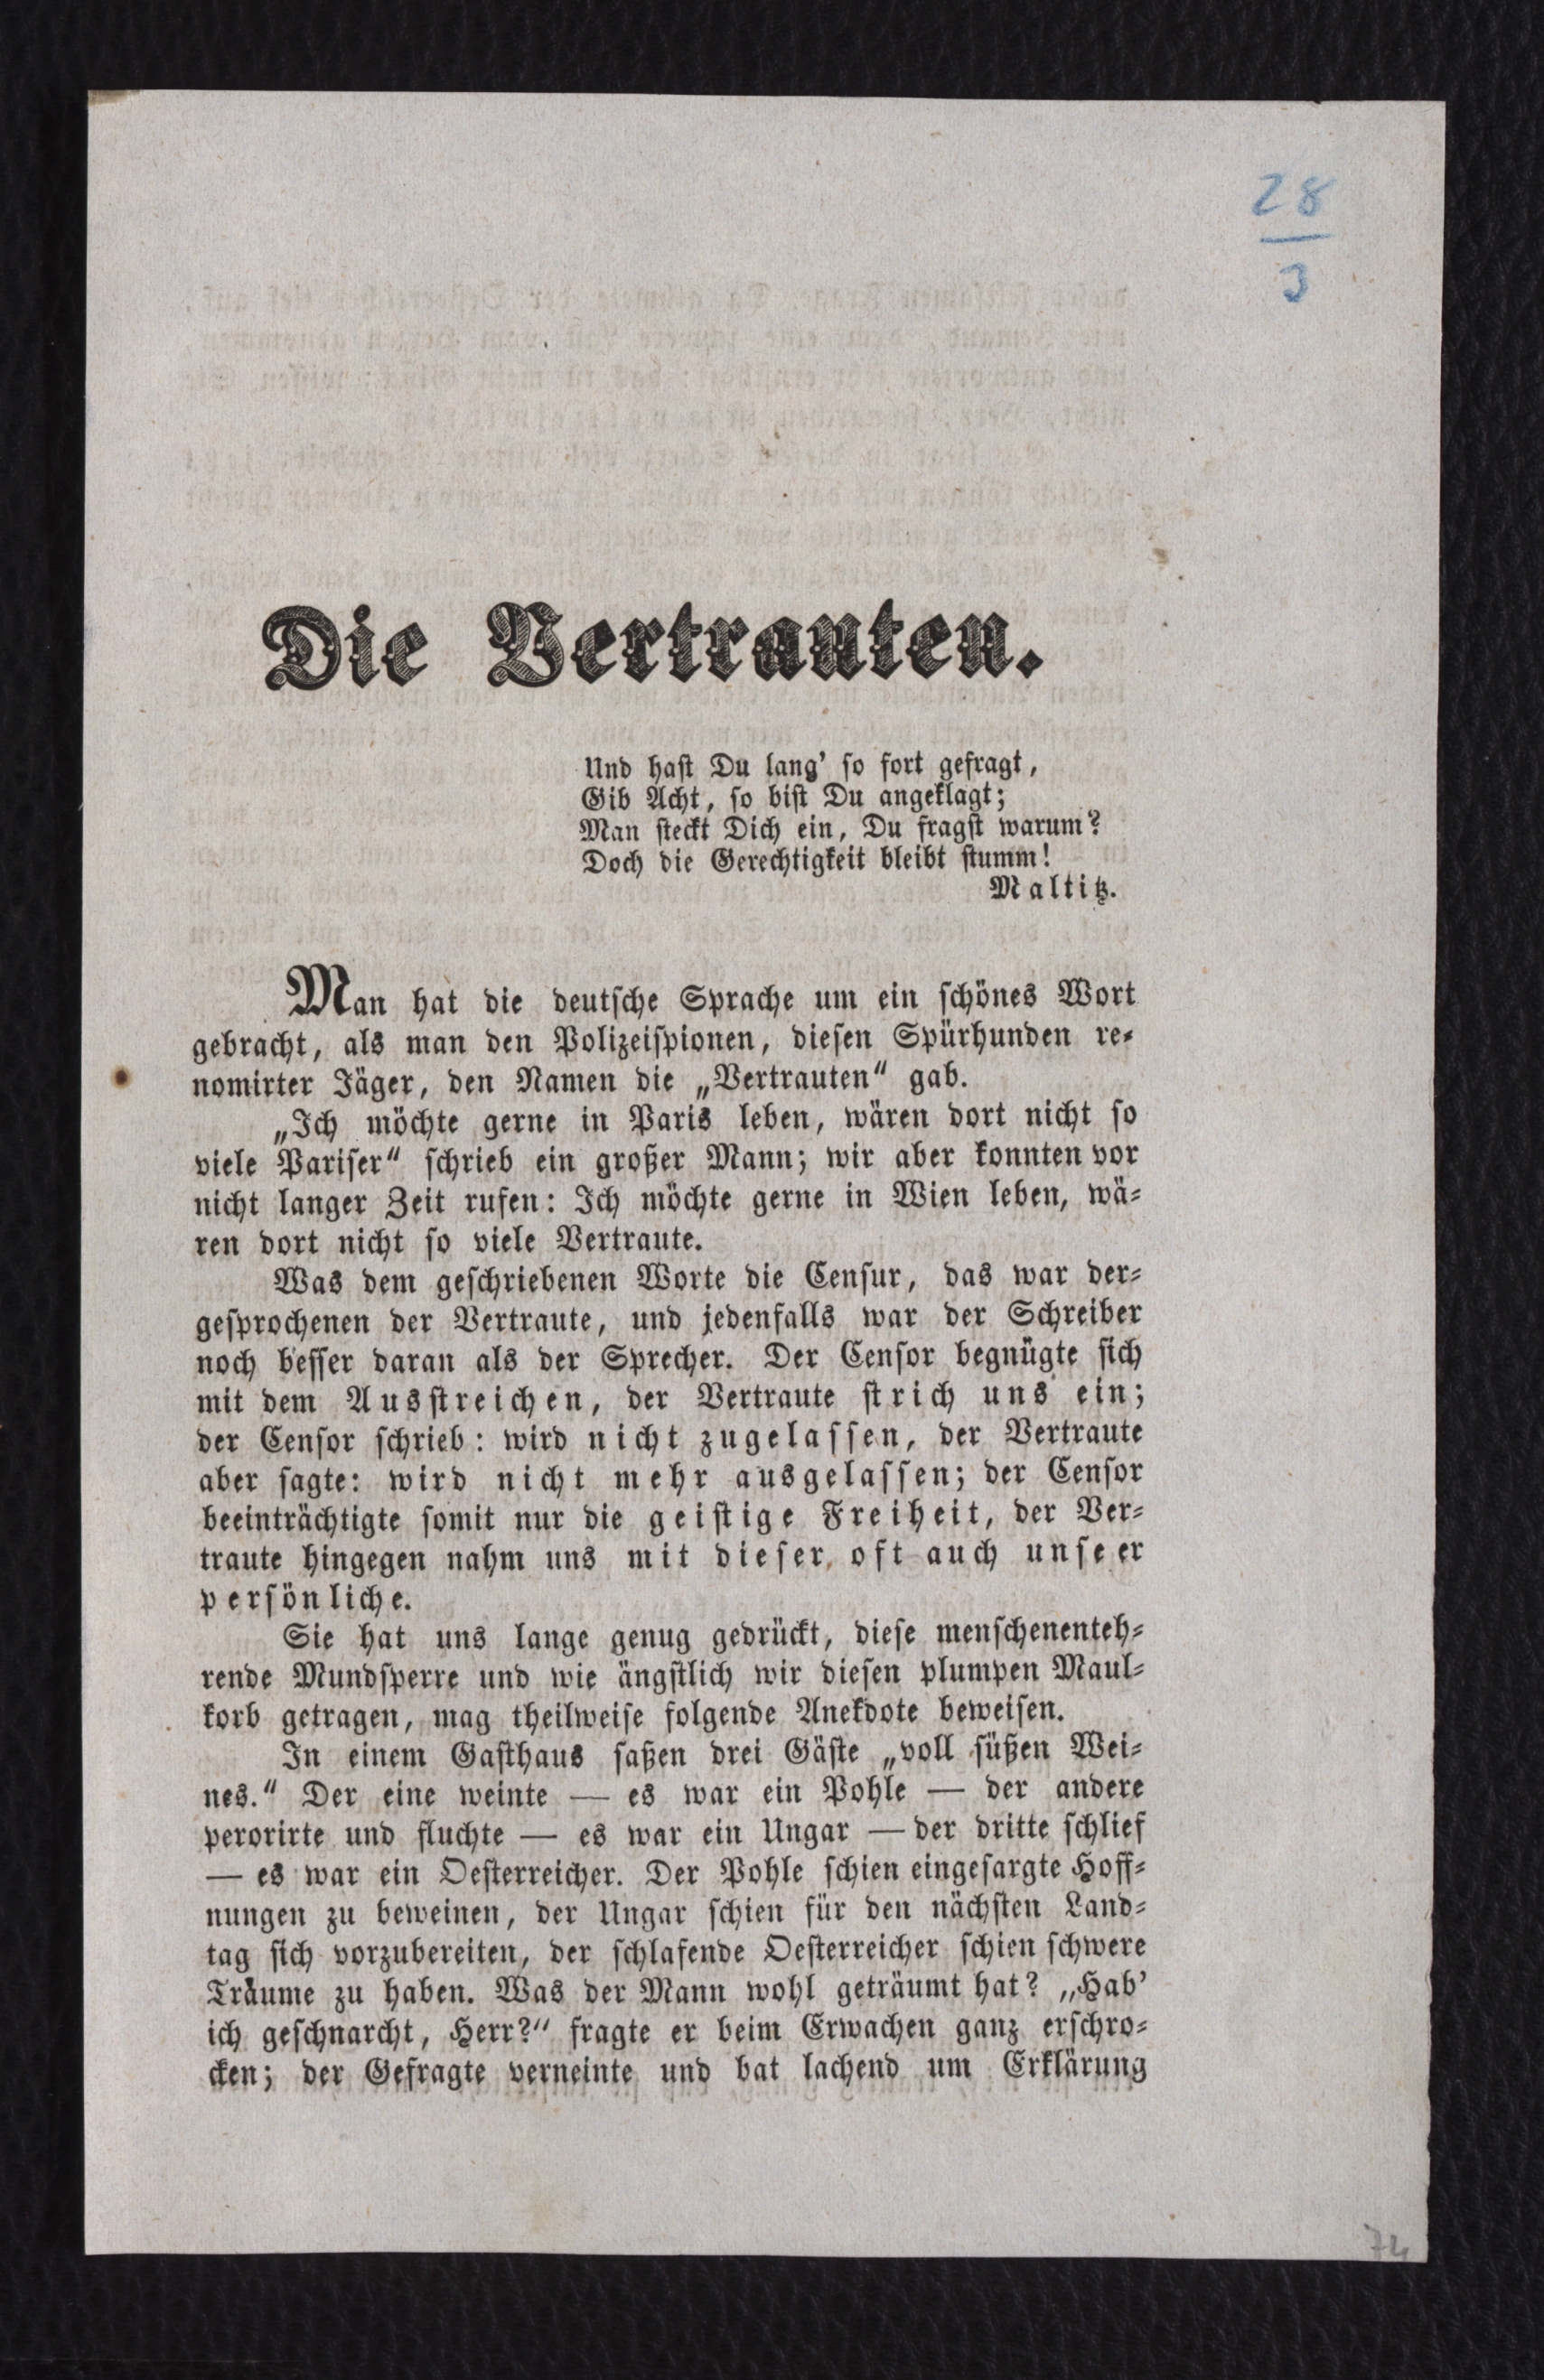 28
3
Die Vertrauten.
Und hast Du lang' so fort gefragt,
Gib Acht, so bist Du angeklagt;
Man steckt Dich ein, Du fragst warum?
Doch die Gerechtigkeit bleibt stumm!
Maltitz.
Man hat die deutsche Sprache um ein schönes Wort
gebracht, als man den Polizeispionen, diesen Spürhunden re-
nomirter Jäger, den Namen die „Vertrauten“ gab.
„Ich möchte gerne in Paris leben, wären dort nicht so
viele Pariser“ schrieb ein großer Mann; wir aber konnten vor
nicht langer Zeit rufen: Ich möchte gerne in Wien leben, wä-
ren dort nicht so viele Vertraute.
Was dem geschriebenen Worte die Censur, das war der-
gesprochenen der Vertraute, und jedenfalls war der Schreiber
noch besser daran als der Sprecher. Der Censor begnügte sich
mit dem Ausstreichen, der Vertraute strich uns ein;
der Censor schrieb: wird nicht zugelassen, der Vertraute
aber sagte: wird nicht mehr ausgelassen; der Censor
beeinträchtigte somit nur die geistige Freiheit, der Ver-
traute hingegen nahm uns mit dieser oft auch unse er
persönliche.
Sie hat uns lange genug gedrückt, diese menschenenteh-
rende Mundsperre und wie ängstlich wir diesen plumpen Maul-
korb getragen, mag theilweise folgende Anekdote beweisen.
In einem Gasthaus saßen drei Gäste „voll süßen Wei-
nes.“ Der eine weinte — es war ein Pohle — der andere
perorirte und fluchte — es war ein Ungar — der dritte schlief
— es war ein Oesterreicher. Der Pohle schien eingesargte Hoff-
nungen zu beweinen, der Ungar schien für den nächsten Land-
tag sich vorzubereiten, der schlafende Oesterreicher schien schwere
Träume zu haben. Was der Mann wohl geträumt hat? „Hab'
ich geschnarcht, Herr?“ fragte er beim Erwachen ganz erschro-
cken; der Gefragte verneinte und bat lachend um Erklärung
74